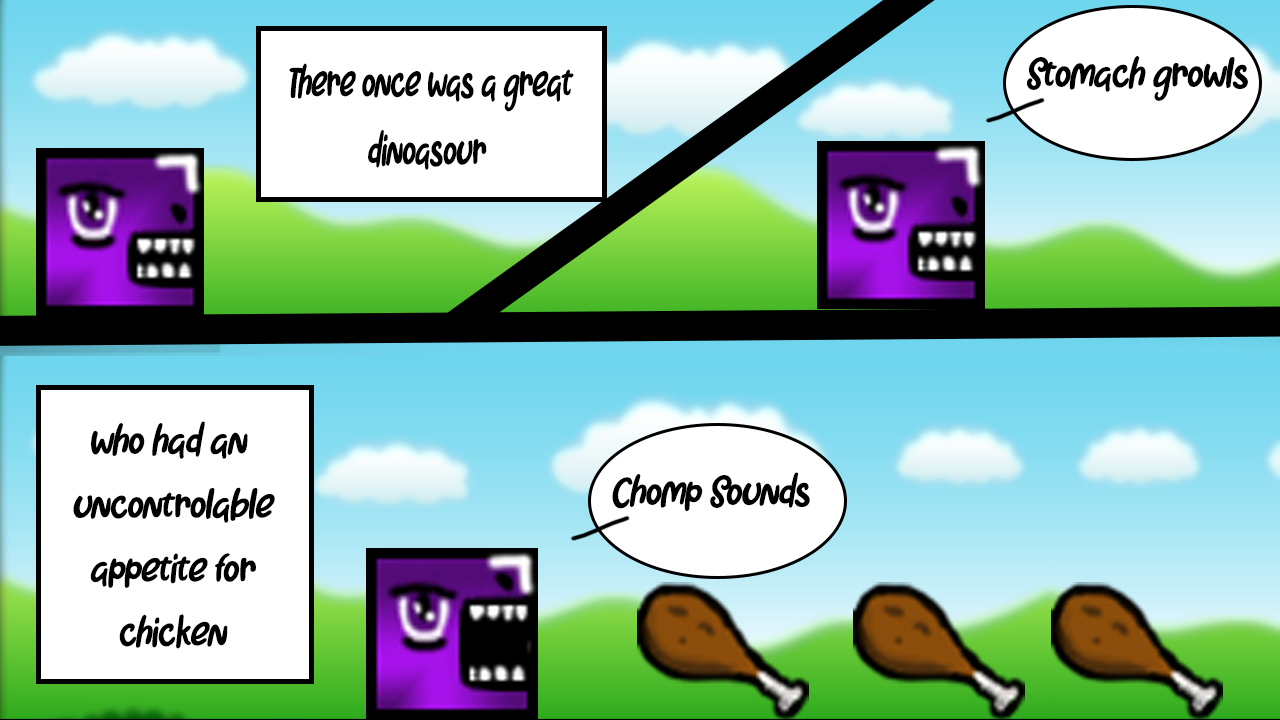 There once was a great
dinoasour
Stomach growls
who had an
uncontrolable
appetite for
chicken
Chomp Sounds